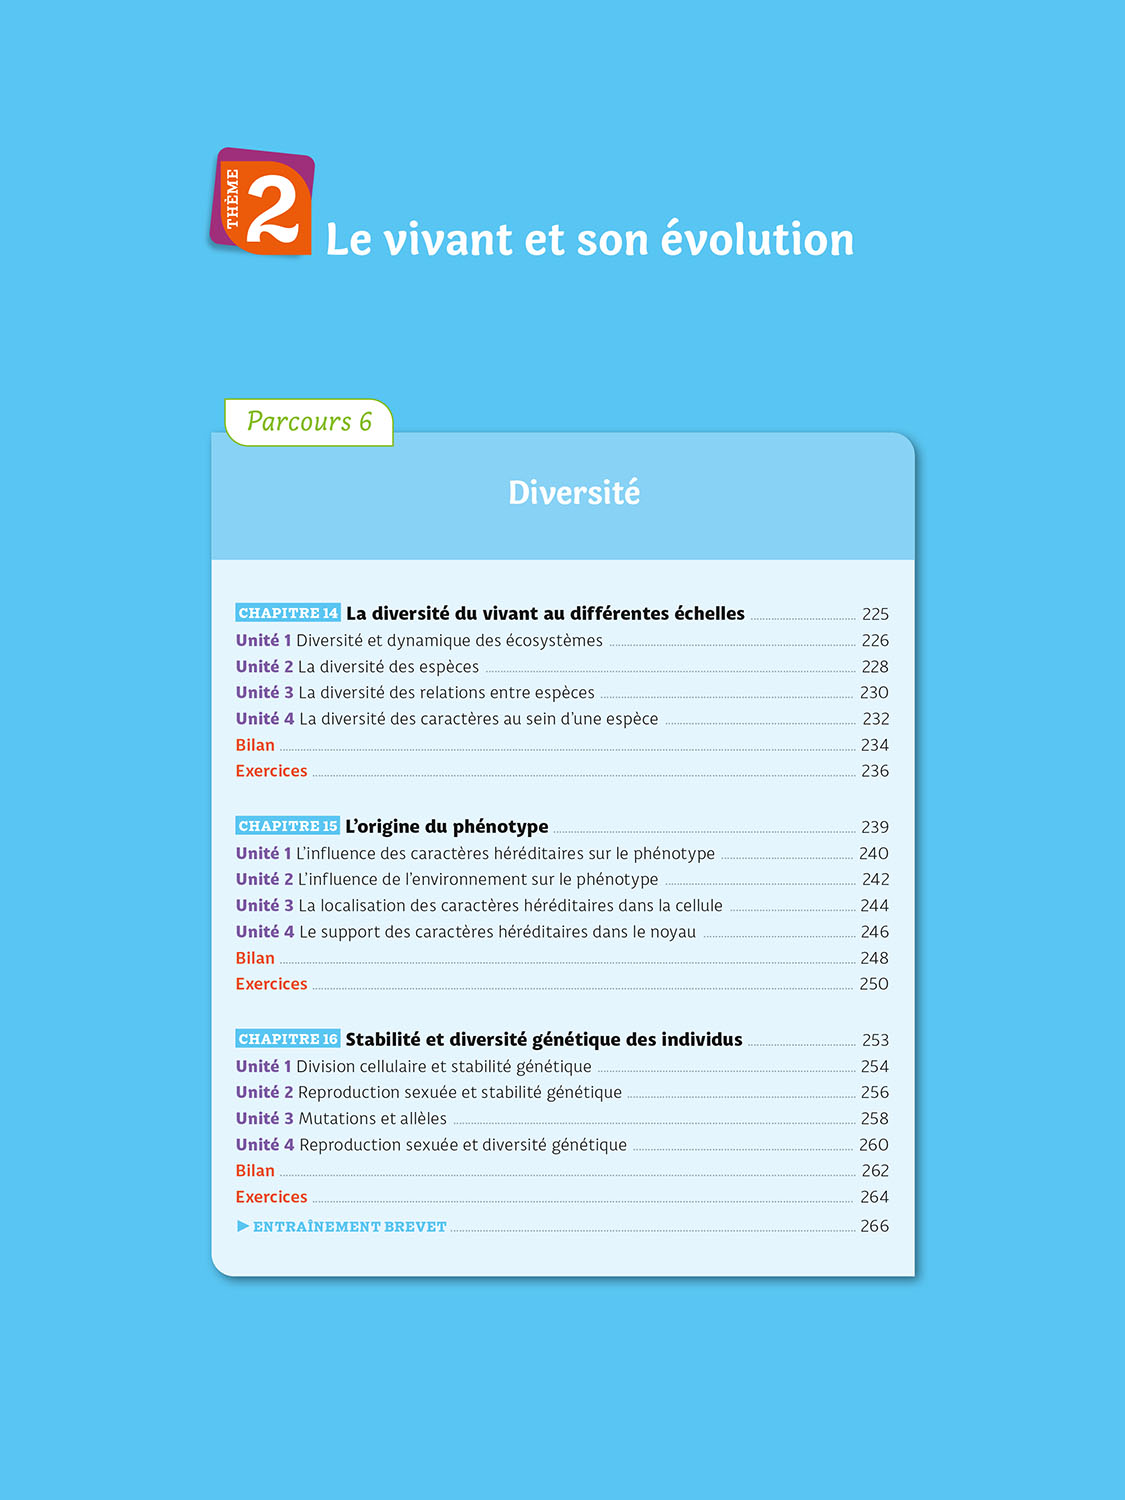 THÈME
2
Le vivant et son évolution
Parcours 6
Diversité
CHAPITRE 14 La diversité du vivant au différentes échelles 225
Unité 1 Diversité et dynamique des écosystèmes 226
Unité 2 La diversité des espèces 228
Unité 3 La diversité des relations entre espèces 230
Unité 4 La diversité des caractères au sein d'une espèce 232
Bilan 234
Exercices 236
CHAPITRE 15 L'origine du phénotype 239
Unité 1 L'influence des caractères héréditaires sur le phénotype 240
Unité 2 L'influence de l'environnement sur le phénotype 242
Unité 3 La localisation des caractères héréditaires dans la cellule 244
Unité 4 Le support des caractères héréditaires dans le noyau 246
Bilan 248
Exercices 250
CHAPITRE 16 Stabilité et diversité génétique des individus 253
Unité 1 Division cellulaire et stabilité génétique 254
Unité 2 Reproduction sexuée et stabilité génétique 256
Unité 3 Mutations et allèles 258
Unité 4 Reproduction sexuée et diversité génétique 260
Bilan 262
Exercices 264
▶ ENTRAÎNEMENT BREVET 266